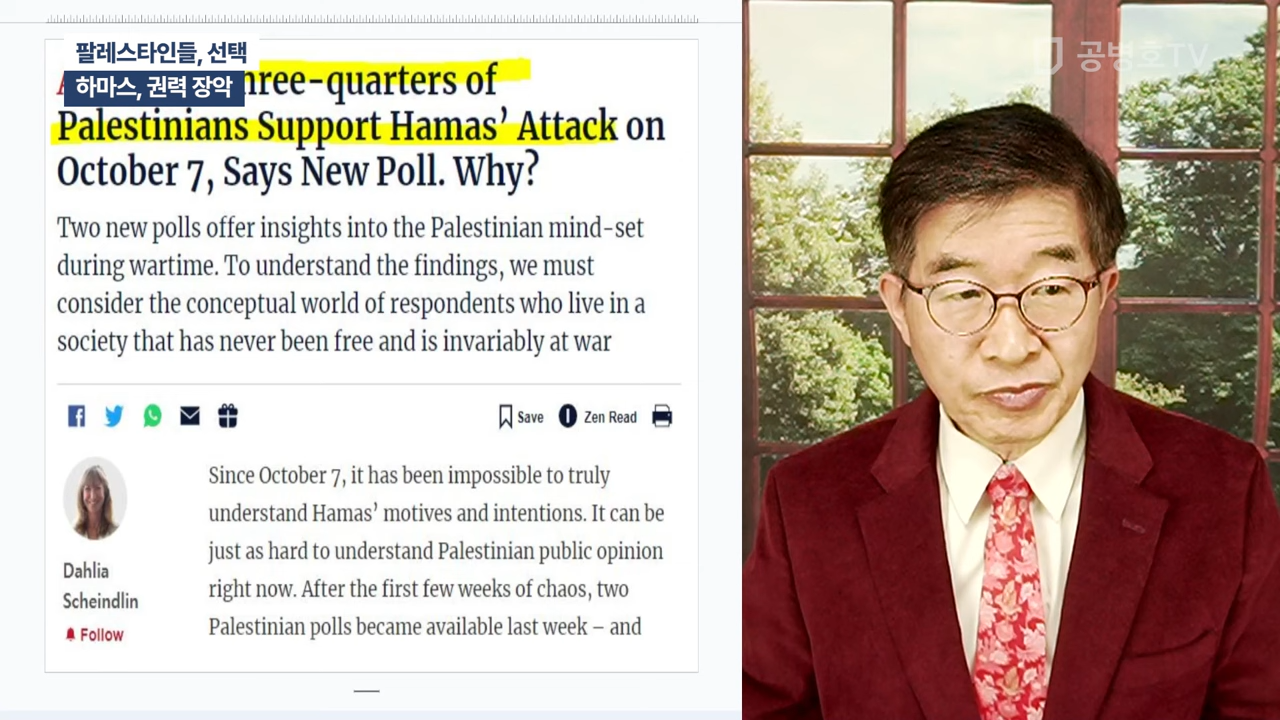 팔레스타인들, 선택
하마스, 권력 장악
hree-quarters of
Palestinians Support Hamas' Attack on
October 7, Says New Poll. Why?
Two new polls offer insights into the Palestinian mind-set
during wartime. To understand the findings, we must
consider the conceptual world of respondents who live in a
society that has never been free and is invariably at war
Save
Zen Read
Dahlia
Scheindlin
Follow
Since October 7, it has been impossible to truly
understand Hamas' motives and intentions. It can be
just as hard to understand Palestinian public opinion
right now. After the first few weeks of chaos, two
Palestinian polls became available last week – and
공병호TV